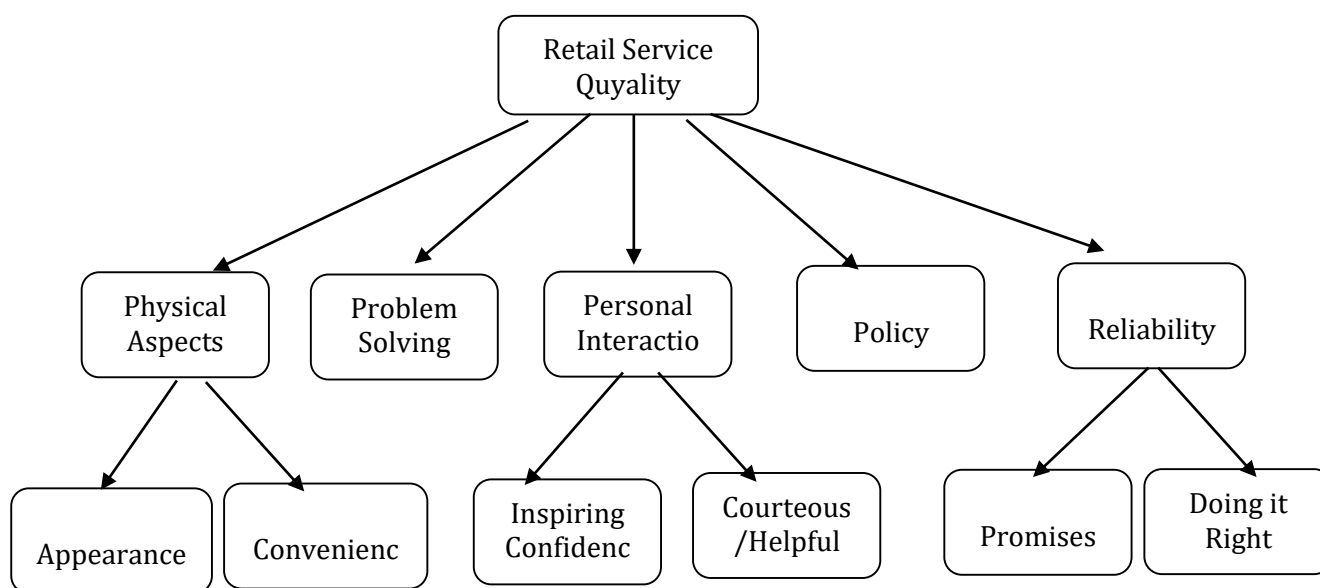 Retail Service
Quyality
Physical
Aspects
Problem
Solving
Personal
Interactio
Policy
Reliability
Appearance
Convenienc
Inspiring
Confidenc
Courteous
/Helpful
Promises
Doing it
Right